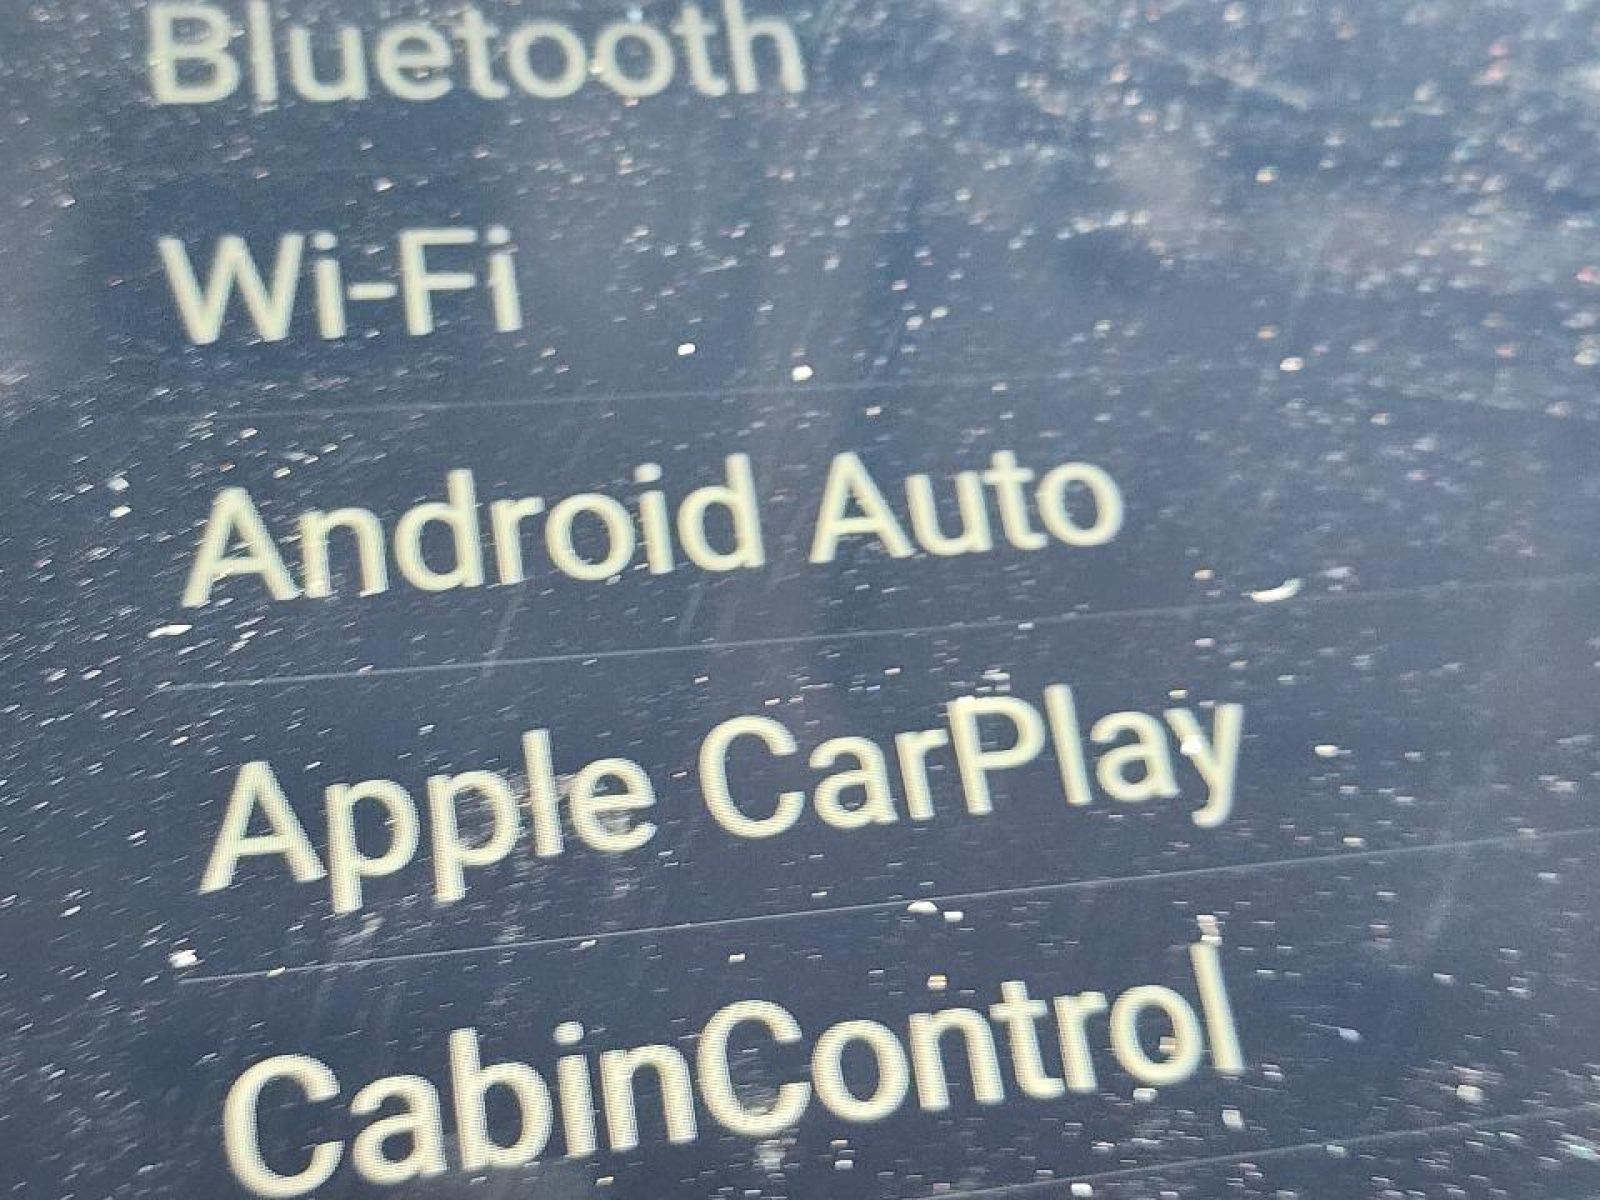 Bluetooth
Wi-Fi
Android Auto
Apple CarPlay
CabinControl